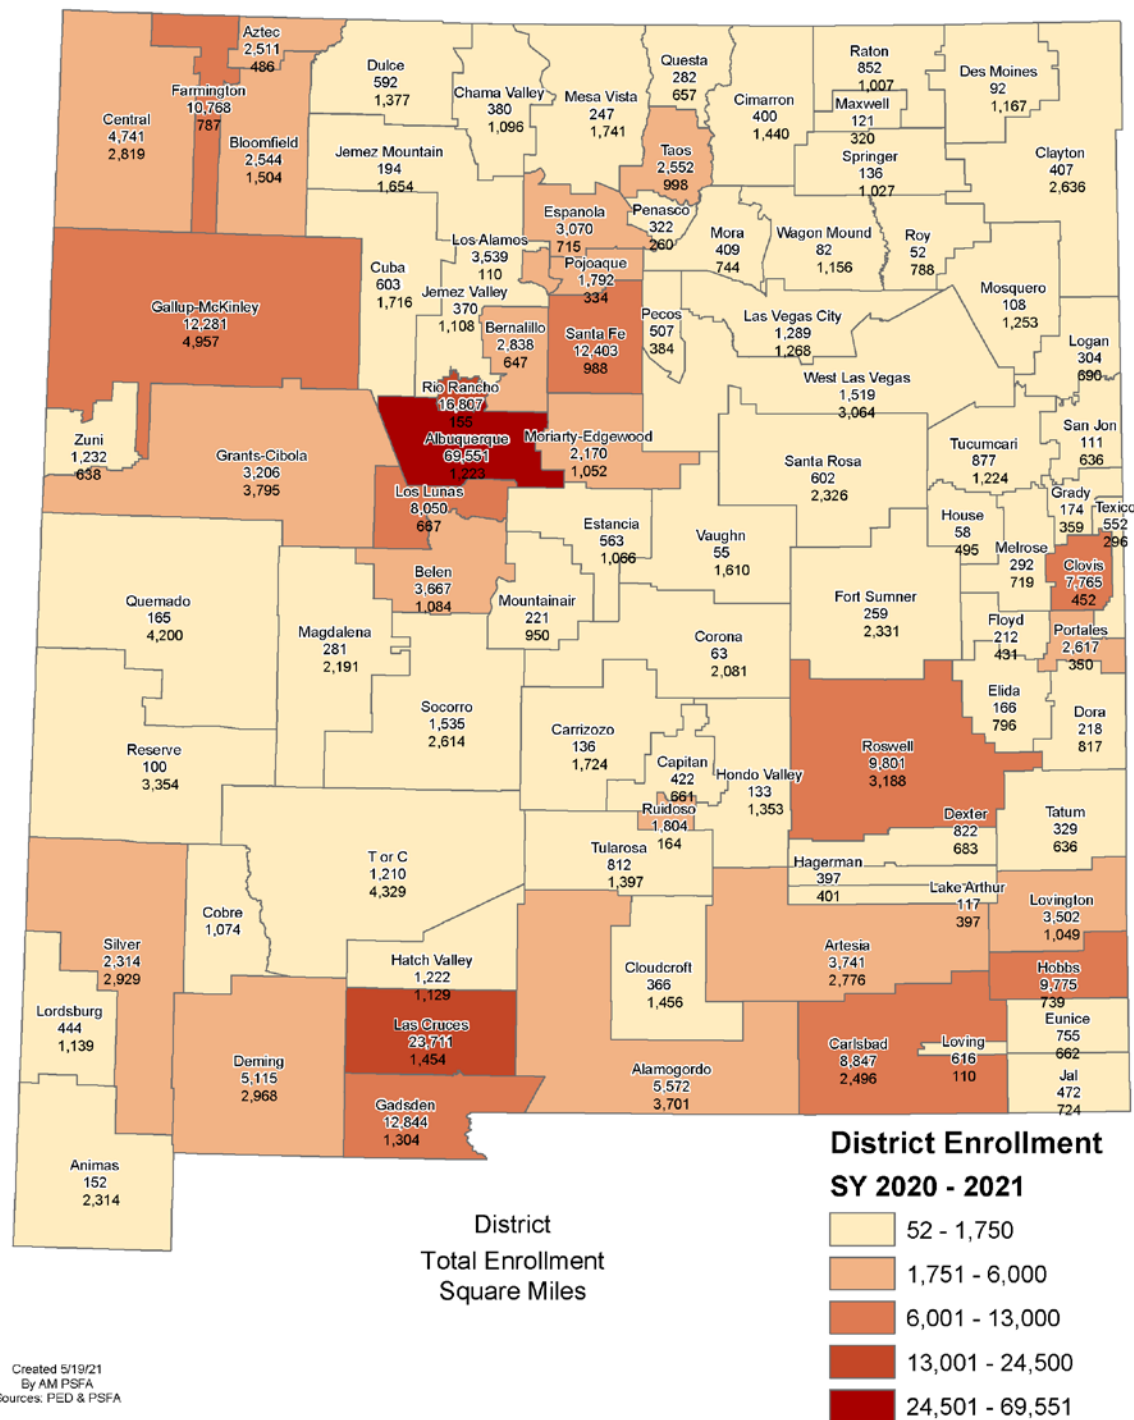 Aztec
2,511
486
Farmington
10,768
787
Central
4,741
2,819
Bloomfield
2,544
1,504
Dulce
592
1,377
Chama Valley
380
1,096
Mesa Vista
247
1,741
Questa
282
657
Cimarron
400
1,440
Raton
852
1,007
Maxwell
121
320
Des Moines
92
1,167
Springer
136
1,027
Clayton
407
2,636
Jemez Mountain
194
1,654
Taos
2,552
998
Espanola
3,070
715
Penasco
322
260
Mora
409
744
Wagon Mound
82
1,156
Roy
52
788
Los Alamos
3,539
110
Pojoaque
1,792
334
Cuba
603
1,716
Jemez Valley
370
1,108
Gallup-McKinley
12,281
4,957
Bernalillo
2,838
647
Santa Fe
12,403
988
Pecos
507
384
Las Vegas City
1,289
1,268
Mosquero
108
1,253
Logan
304
690
West Las Vegas
1,519
3,064
Rio Rancho
16,807
155
Albuquerque
69,551
1,223
Moriarty-Edgewood
2,170
1,052
Zuni
1,232
638
Grants-Cibola
3,206
3,795
Santa Rosa
602
2,326
Tucumcari
877
1,224
San Jon
111
636
Los Lunas
8,050
667
Estancia
563
1,066
Vaughn
55
1,610
House
58
495
Grady
174
359
Texico
552
296
Melrose
292
719
Clovis
7,765
452
Belen
3,667
1,084
Mountainair
221
950
Quemado
165
4,200
Magdalena
281
2,191
Corona
63
2,081
Fort Sumner
259
2,331
Floyd
212
431
Portales
2,617
350
Socorro
1,535
2,614
Elida
166
796
Dora
218
817
Reserve
100
3,354
Carrizozo
136
1,724
Capitan
422
661
Hondo Valley
133
1,353
Roswell
9,801
3,188
Ruidoso
1,804
164
Dexter
822
683
Tatum
329
636
Tularosa
812
1,397
T or C
1,210
4,329
Hagerman
397
401
Lake Arthur
117
397
Cobre
1,074
Lovington
3,502
1,049
Silver
2,314
2,929
Hatch Valley
1,222
1,129
Artesia
3,741
2,776
Cloudcroft
366
1,456
Hobbs
9,775
739
Lordsburg
444
1,139
Las Cruces
23,711
1,454
Eunice
755
662
Carlsbad
8,847
2,496
Loving
616
110
Deming
5,115
2,968
Alamogordo
5,572
3,701
Jal
472
724
Gadsden
12,844
1,304
Animas
152
2,314
District
Total Enrollment
Square Miles
District Enrollment
SY 2020 - 2021
52 - 1,750
1,751 - 6,000
6,001 - 13,000
13,001 - 24,500
24,501 - 69,551
Created 5/19/21
By AM PSFA
Sources: PED & PSFA